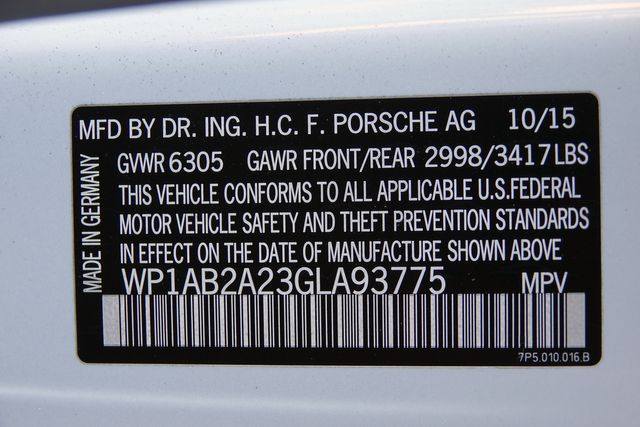 MFD BY DR. ING. H.C. F. PORSCHE AG 10/15
GVWR 6305 GAWR FRONT/REAR 2998/3417LBS
THIS VEHICLE CONFORMS TO ALL APPLICABLE U.S.FEDERAL
MOTOR VEHICLE SAFETY AND THEFT PREVENTION STANDARDS
IN EFFECT ON THE DATE OF MANUFACTURE SHOWN ABOVE
WP1AB2A23GLA93775 MPV
7P5.010.016.B
MADE IN GERMANY